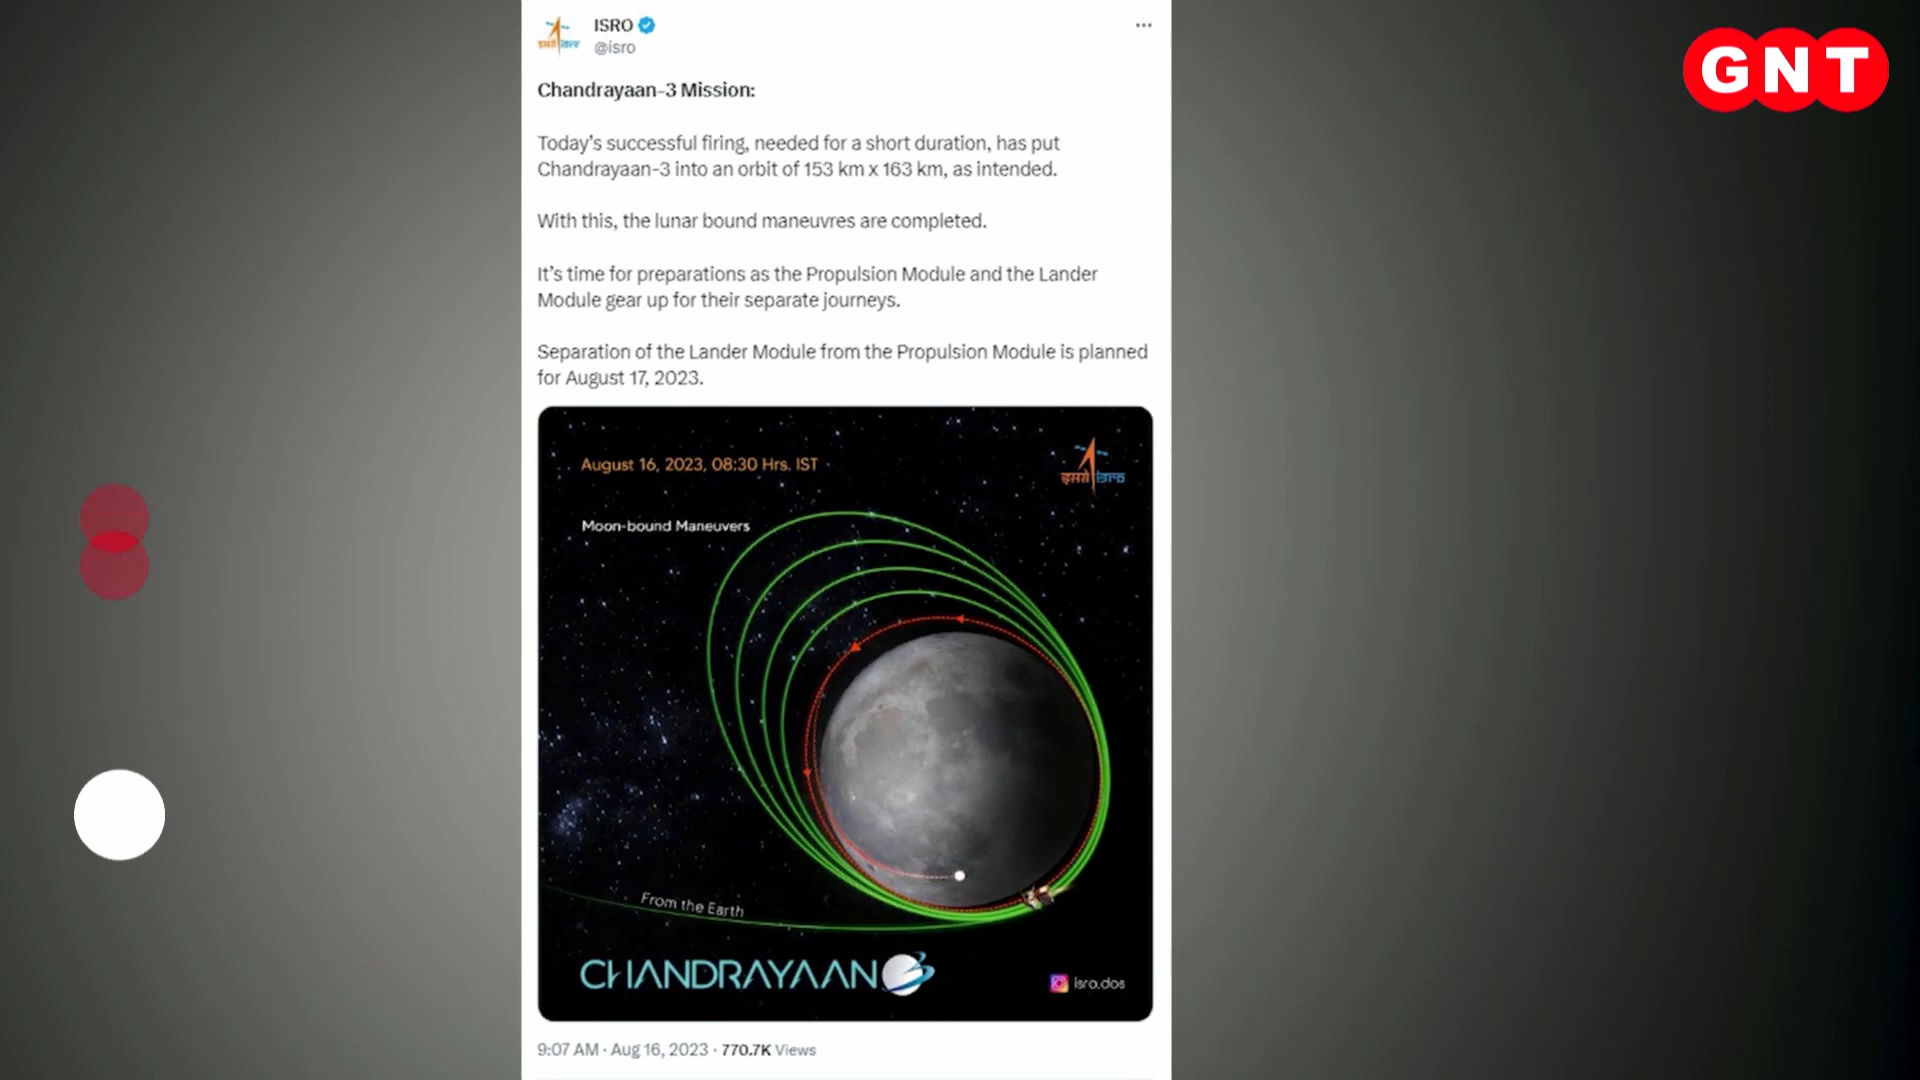 ISRO
@isro
GNT
Chandrayaan-3 Mission:
Today's successful firing, needed for a short duration, has put
Chandrayaan-3 into an orbit of 153 km x 163 km, as intended.
With this, the lunar bound maneuvres are completed.
It's time for preparations as the Propulsion Module and the Lander
Module gear up for their separate journeys.
Separation of the Lander Module from the Propulsion Module is planned
for August 17, 2023.
August 16, 2023, 08:30 Hrs. IST
इसरो isro
Moon-bound Maneuvers
From the Earth
CHANDRAYAAN 3
isro.dos
9:07 AM · Aug 16, 2023 · 770.7K Views